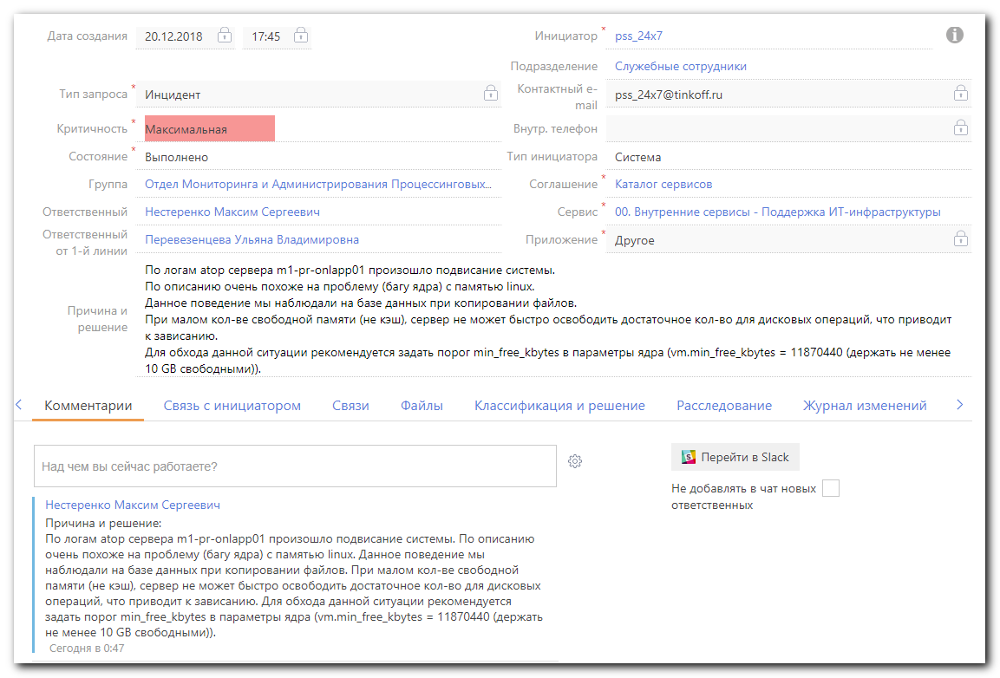 Дата создания 20.12.2018 17:45
Инициатор * pss_24x7
Подразделение Служебные сотрудники
Тип запроса * Инцидент
Контактный e-
mail pss_24x7@tinkoff.ru
Критичность * Максимальная
Внутр. телефон
Состояние * Выполнено
Тип инициатора Система
Группа Отдел Мониторинга и Администрирования Процессинговых...
Соглашение * Каталог сервисов
Ответственный Нестеренко Максим Сергеевич
Сервис * 00. Внутренние сервисы - Поддержка ИТ-инфраструктуры
Ответственный
от 1-й линии Перевезенцева Ульяна Владимировна
Приложение * Другое
Причина и
решение
По логам atop сервера m1-pr-onlapp01 произошло подвисание системы.
По описанию очень похоже на проблему (багу ядра) с памятью linux.
Данное поведение мы наблюдали на базе данных при копировании файлов.
При малом кол-ве свободной памяти (не кэш), сервер не может быстро освободить достаточное кол-во для дисковых операций, что приводит
к зависанию.
Для обхода данной ситуации рекомендуется задать порог min_free_kbytes в параметры ядра (vm.min_free_kbytes = 11870440 (держать не менее
10 GB свободными)).
Комментарии Связь с инициатором Связи Файлы Классификация и решение Расследование Журнал изменений
Над чем вы сейчас работаете?
Перейти в Slack
Не добавлять в чат новых
ответственных
Нестеренко Максим Сергеевич
Причина и решение:
По логам atop сервера m1-pr-onlapp01 произошло подвисание системы. По описанию
очень похоже на проблему (багу ядра) с памятью linux. Данное поведение мы
наблюдали на базе данных при копировании файлов. При малом кол-ве свободной
памяти (не кэш), сервер не может быстро освободить достаточное кол-во для дисковых
операций, что приводит к зависанию. Для обхода данной ситуации рекомендуется
задать порог min_free_kbytes в параметры ядра (vm.min_free_kbytes = 11870440 (держать
не менее 10 GB свободными)).
Сегодня в 0:47